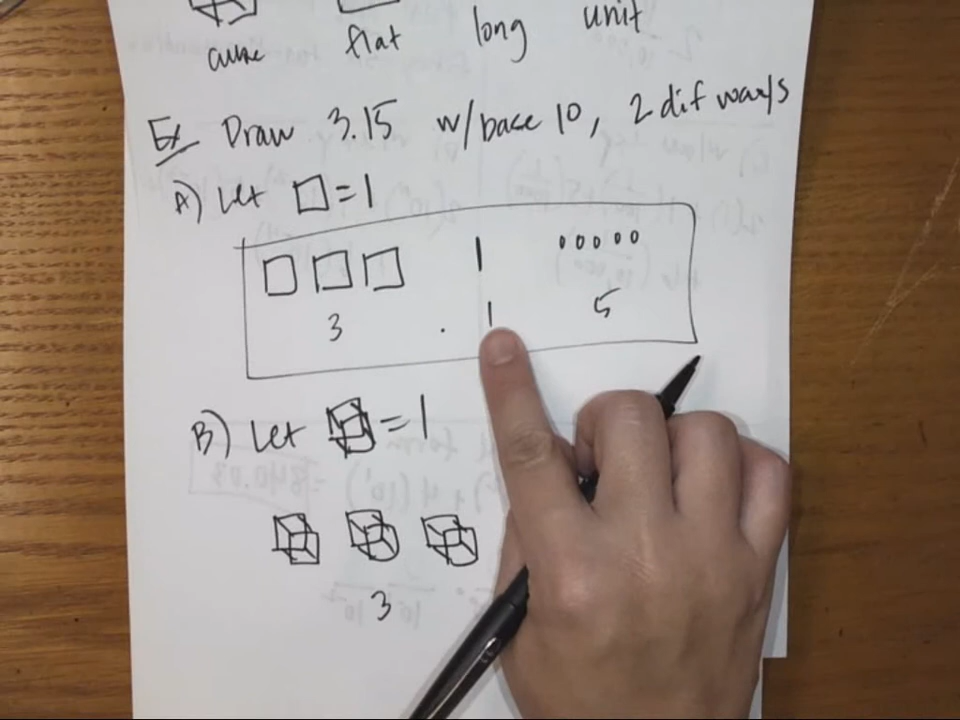 cube flat long unit
Ex Draw 3.15 w/base 10, 2 dif ways
A) Let □ = 1
3 . 1 5
B) Let = 1
3